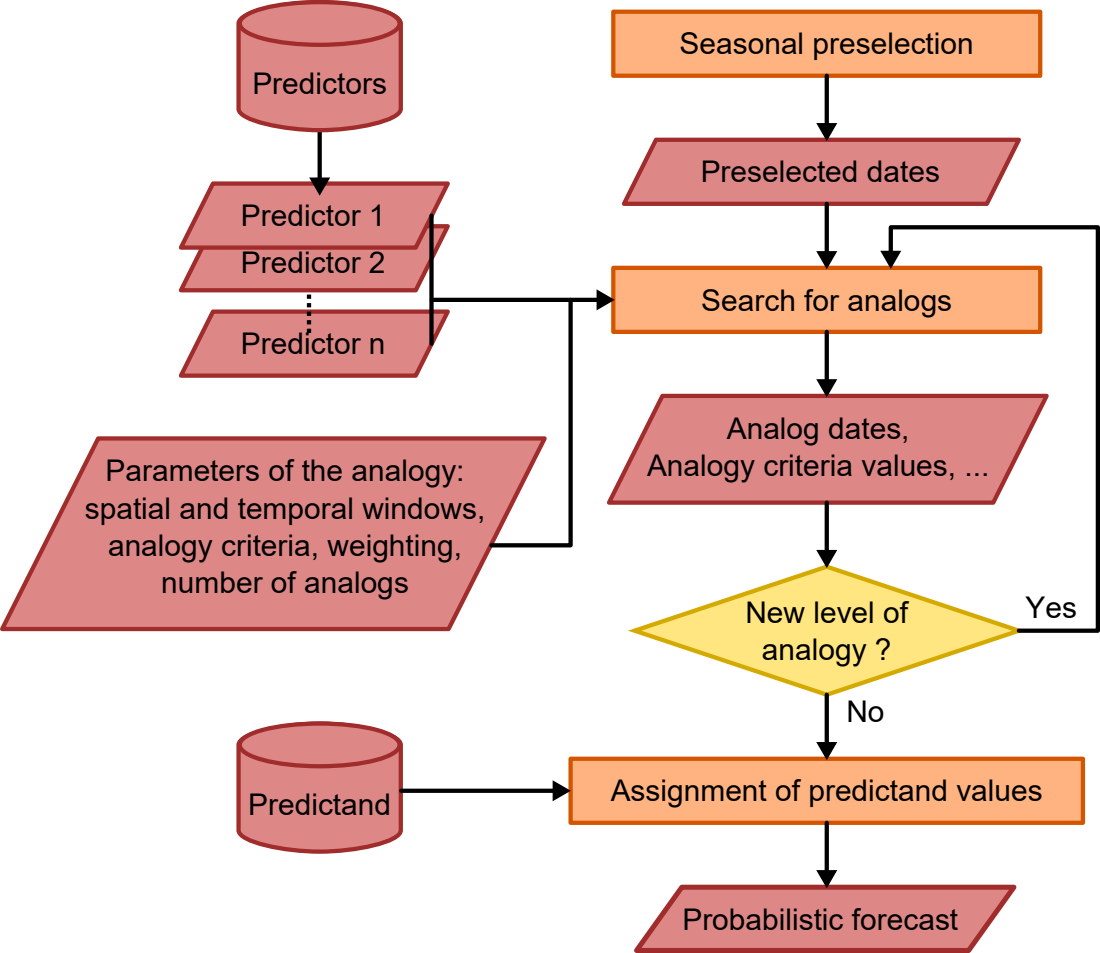 Predictors
Predictor 1
Predictor 2
Predictor n
Parameters of the analogy:
spatial and temporal windows,
analogy criteria, weighting,
number of analogs
Seasonal preselection
Preselected dates
Search for analogs
Analog dates,
Analogy criteria values, ...
New level of
analogy ?
Yes
No
Predictand
Assignment of predictand values
Probabilistic forecast